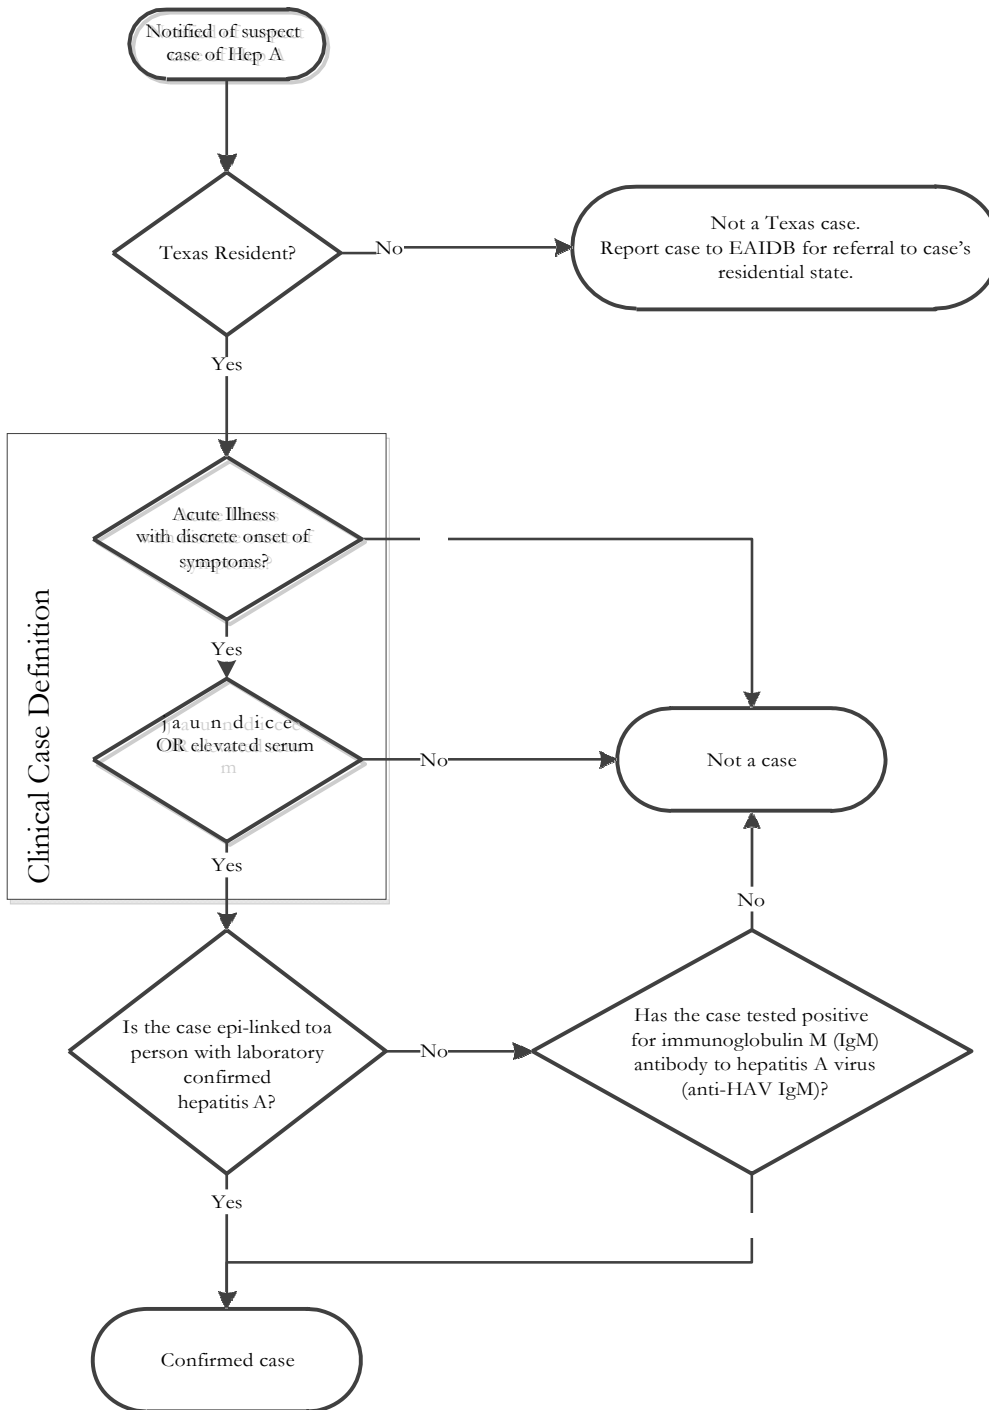 Notified of suspect
case of Hep A
Texas Resident?
No
Not a Texas case.
Report case to EAIDB for referral to case's
residential state.
Yes
Clinical Case Definition
Acute Illness
with discrete onset of
symptoms?
Yes
jaundice
OR elevated serum
m
No
Not a case
Yes
No
Is the case epi-linked toa
person with laboratory
confirmed
hepatitis A?
No
Has the case tested positive
for immunoglobulin M (IgM)
antibody to hepatitis A virus
(anti-HAV IgM)?
Yes
Confirmed case